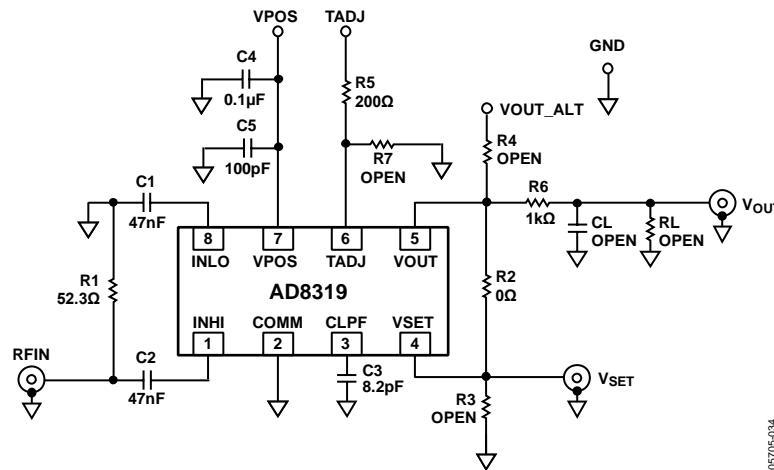 VPOS
TADJ
GND
C4
0.1µF
R5
200Ω
VOUT_ALT
C5
100pF
R7
OPEN
R4
OPEN
C1
47nF
R6
1kΩ
VOUT
CL
OPEN
RL
OPEN
8
7
6
5
INLO
VPOS
TADJ
VOUT
R1
52.3Ω
AD8319
R2
0Ω
INHI
COMM
CLPF
VSET
1
2
3
4
RFIN
C2
47nF
C3
8.2pF
VSET
R3
OPEN
05705-034